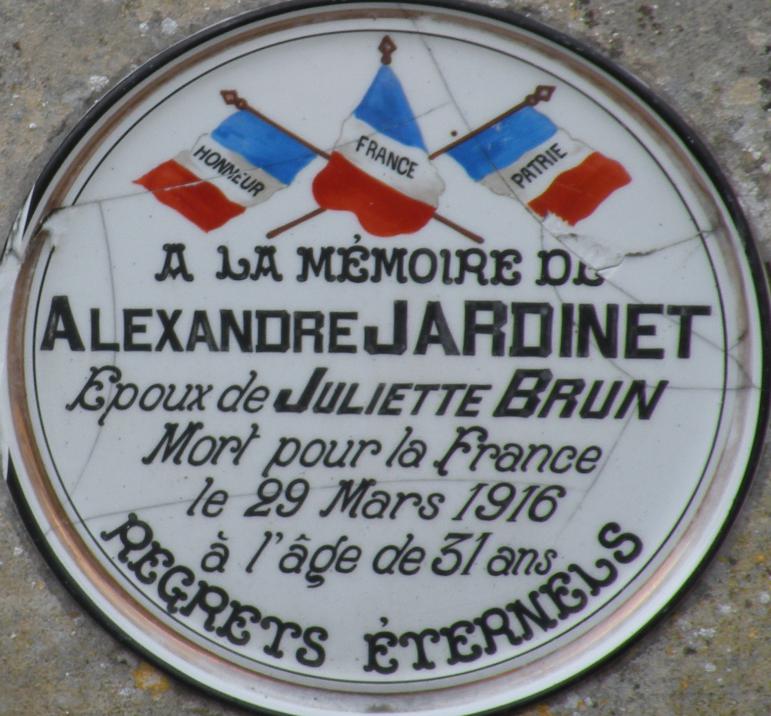 HONNEUR
FRANCE
PATRIE
A LA MÉMOIRE DE
ALEXANDRE JARDINET
Epoux de JULIETTE BRUN
Mort pour la France
le 29 Mars 1916
à l'âge de 31 ans
REGRETS ÉTERNELS